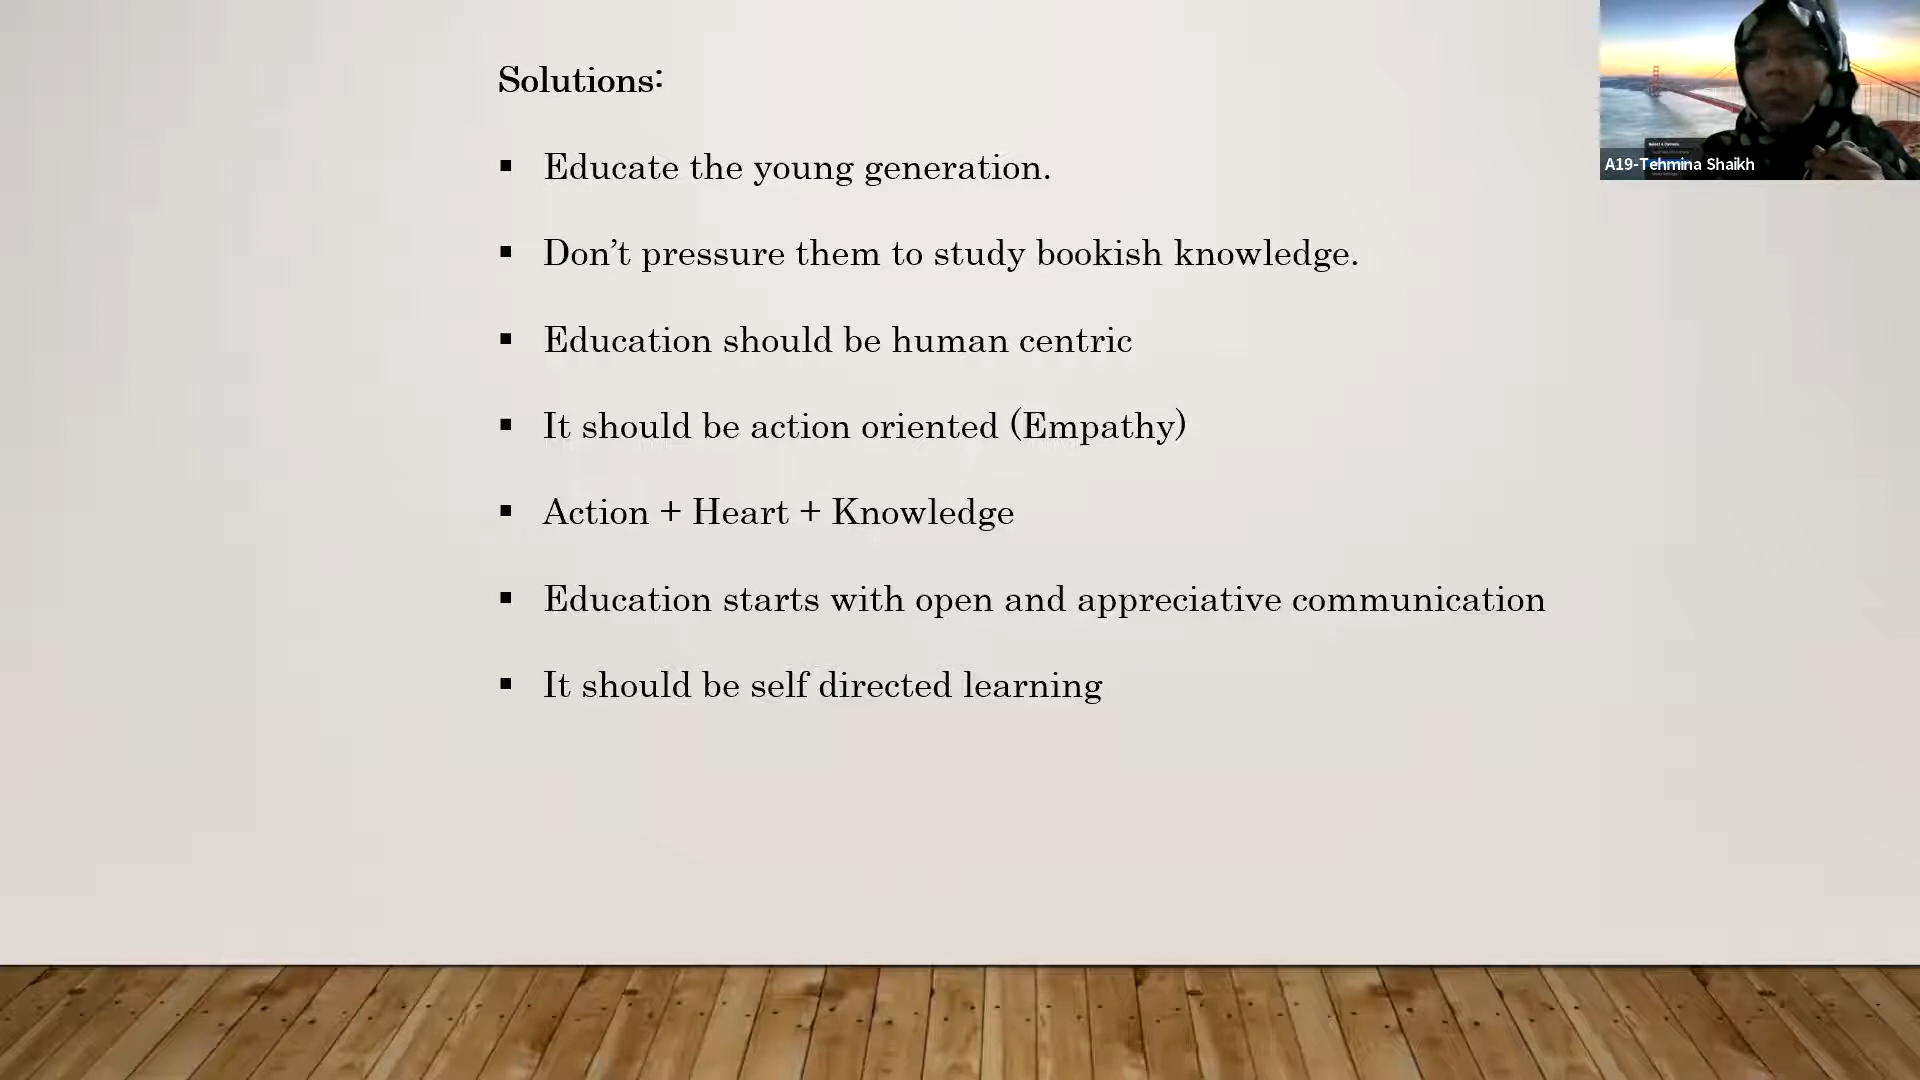 Solutions:
▪ Educate the young generation.
▪ Don’t pressure them to study bookish knowledge.
▪ Education should be human centric
▪ It should be action oriented (Empathy)
▪ Action + Heart + Knowledge
▪ Education starts with open and appreciative communication
▪ It should be self directed learning
A19-Tehmina Shaikh